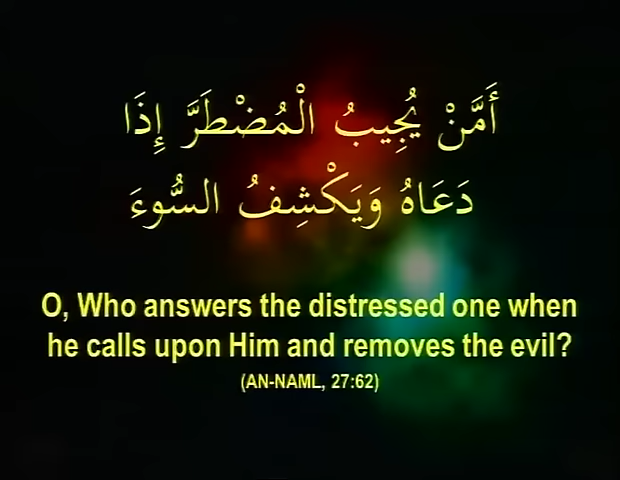 أَمَّنْ يُجِيبُ الْمُضْطَرَّ إِذَا
دَعَاهُ وَيَكْشِفُ السُّوءَ
O, Who answers the distressed one when
he calls upon Him and removes the evil?
(AN-NAML, 27:62)